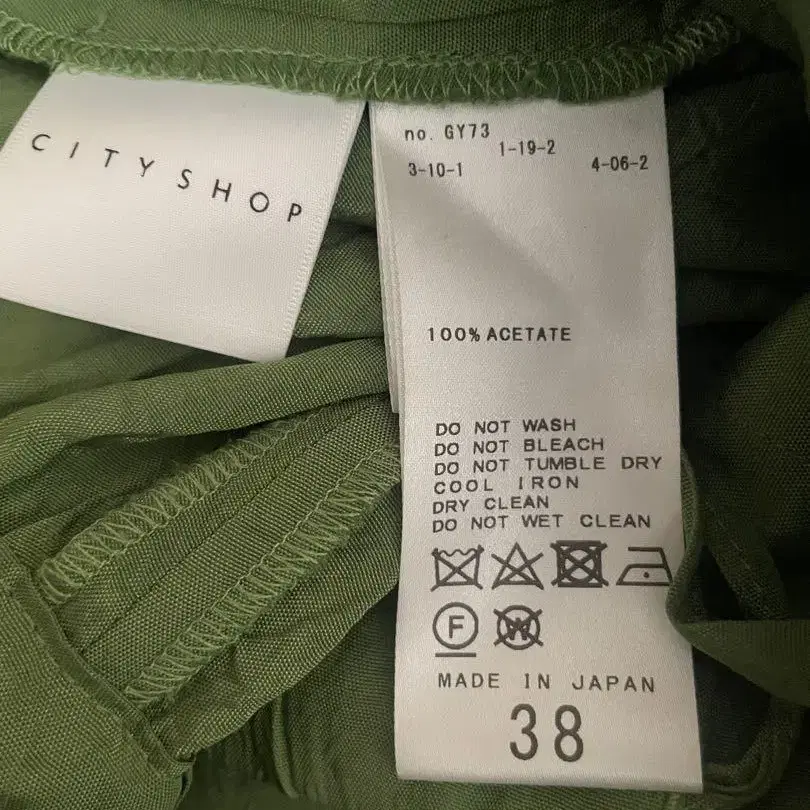 CITYSHOP
no. GY73
1-19-2
3-10-1
4-06-2
100% ACETATE
DO NOT WASH
DO NOT BLEACH
DO NOT TUMBLE DRY
COOL IRON
DRY CLEAN
DO NOT WET CLEAN
F W
MADE IN JAPAN
38